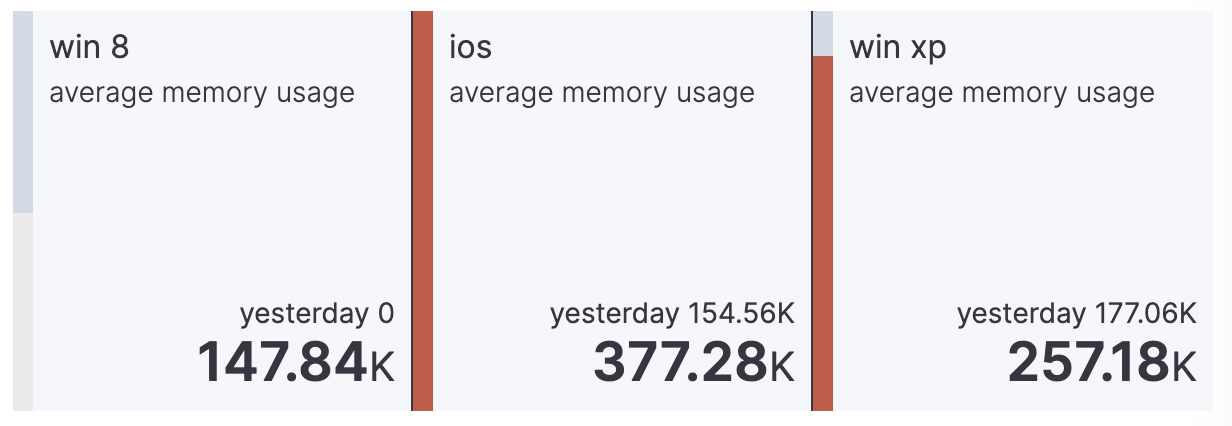 win 8
average memory usage
yesterday 0
147.84K
ios
average memory usage
yesterday 154.56K
377.28K
win xp
average memory usage
yesterday 177.06K
257.18K